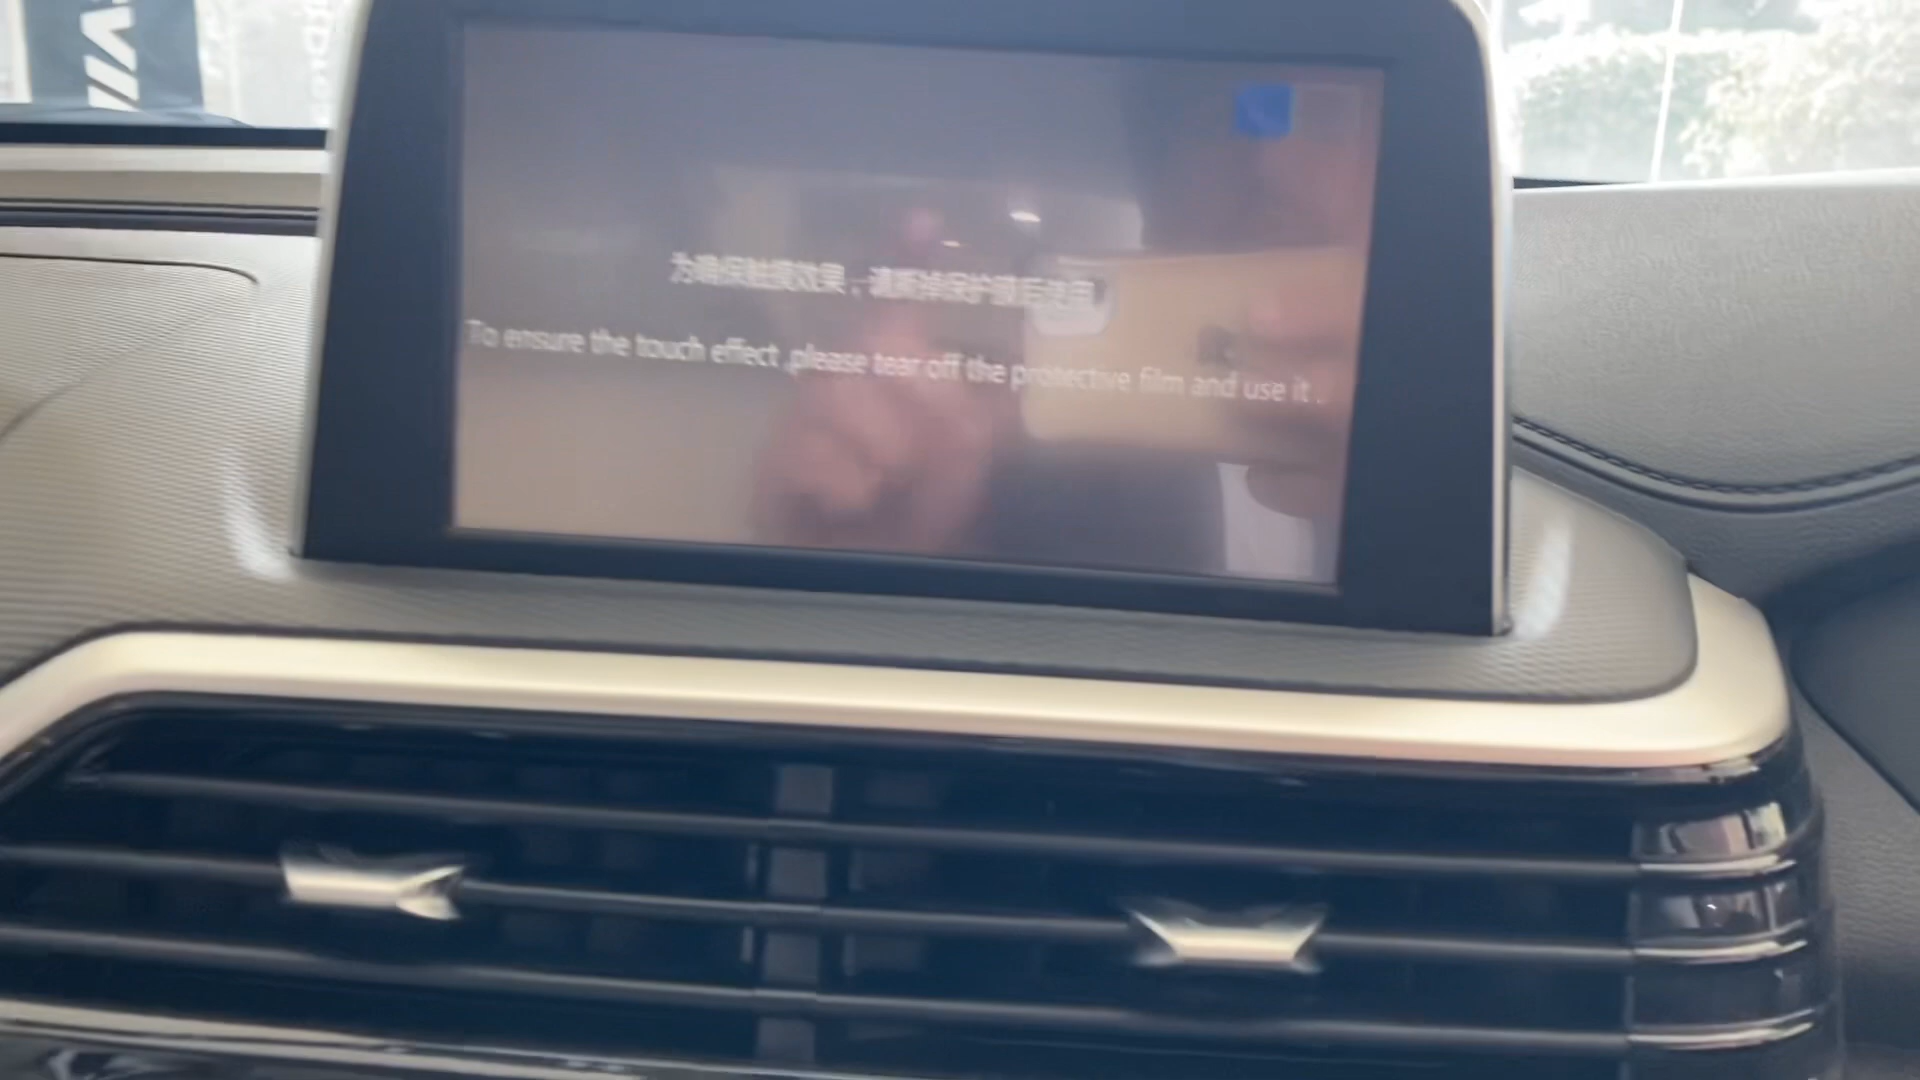 为确保触摸效果，请撕掉保护膜后使用
To ensure the touch effect ,please tear off the protective film and use it .